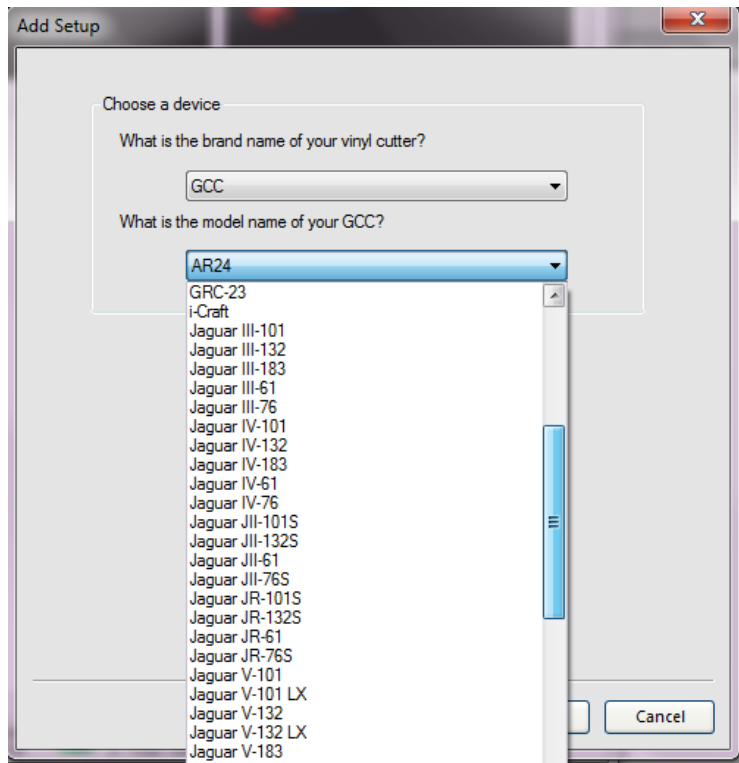 Add Setup
Choose a device
What is the brand name of your vinyl cutter?
GCC
What is the model name of your GCC?
AR24
GRC-23
i-Craft
Jaguar III-101
Jaguar III-132
Jaguar III-183
Jaguar III-61
Jaguar III-76
Jaguar IV-101
Jaguar IV-132
Jaguar IV-183
Jaguar IV-61
Jaguar IV-76
Jaguar JII-101S
Jaguar JII-132S
Jaguar JII-61
Jaguar JII-76S
Jaguar JR-101S
Jaguar JR-132S
Jaguar JR-61
Jaguar JR-76S
Jaguar V-101
Jaguar V-101 LX
Jaguar V-132
Jaguar V-132 LX
Jaguar V-183
Cancel